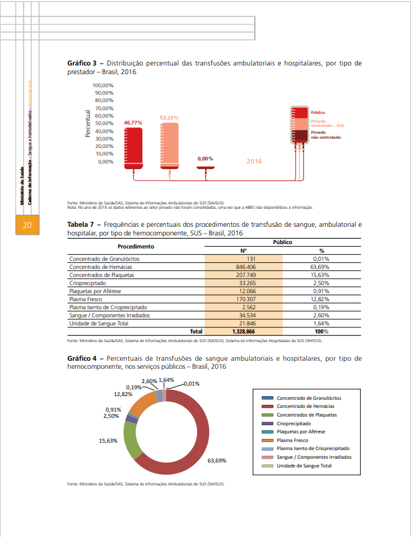 Gráfico 3 – Distribuição percentual das transfusões ambulatoriais e hospitalares, por tipo de
prestador – Brasil, 2016
100,00%
90,00%
80,00%
70,00%
60,00%
50,00%
40,00%
30,00%
20,00%
10,00%
0,00%
Percentual
46,77%
53,23%
0,00%
2016
Público
Privado
contratado – SUS
Privado
não contratado
Fonte: Ministério da Saúde/SAS, Sistema de Informações Ambulatoriais do SUS (SIA/SUS).
Nota: No ano de 2016 os dados referentes ao setor privado não foram consolidados, uma vez que a ABBS não disponibilizou a informação.
Ministério da Saúde
Caderno de Informação – Sangue e Hemoderivados –
20
Tabela 7 – Frequências e percentuais dos procedimentos de transfusão de sangue, ambulatorial e
hospitalar, por tipo de hemocomponente, SUS – Brasil, 2016
Procedimento
Público
Nº %
Concentrado de Granulócitos 131 0,01%
Concentrado de Hemácias 846.406 63,69%
Concentrados de Plaquetas 207.749 15,63%
Crioprecipitado 33.265 2,50%
Plaquetas por Aférese 12.066 0,91%
Plasma Fresco 170.307 12,82%
Plasma Isento de Crioprecipitado 2 562 0,19%
Sangue / Componentes Irradiados 34.534 2,60%
Unidade de Sangue Total 21.846 1,64%
Total 1.328.866 100%
Fonte: Ministério da Saúde/SAS, Sistema de Informações Ambulatoriais do SUS (SIA/SUS), Sistema de Informações Hospitalares do SUS (SIH/SUS).
Gráfico 4 – Percentuais de transfusões de sangue ambulatoriais e hospitalares, por tipo de
hemocomponente, nos serviços públicos – Brasil, 2016
2,60%
1,64%
0,01%
0,19%
12,82%
0,91%
2,50%
15,63%
63,69%
Concentrado de Granulócitos
Concentrado de Hemácias
Concentrados de Plaquetas
Crioprecipitado
Plaquetas por Aférese
Plasma Fresco
Plasma Isento de Crioprecipitado
Sangue / Componentes Irradiados
Unidade de Sangue Total
Fonte: Ministério da Saúde/SAS, Sistema de Informações Ambulatoriais do SUS (SIA/SUS).